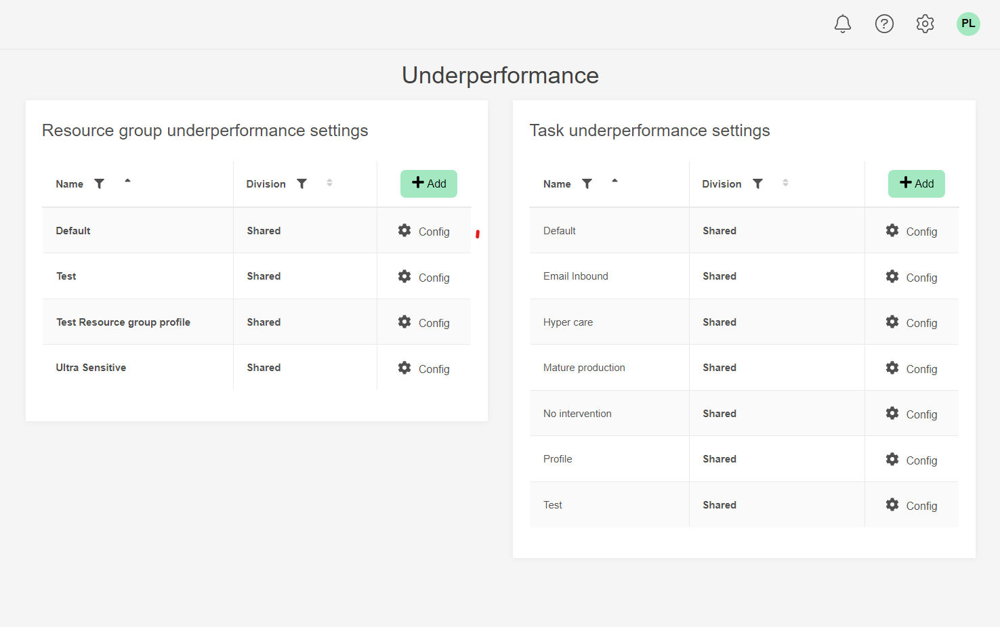 PL
Underperformance
Resource group underperformance settings
Name Division Add
Default Shared Config
Test Shared Config
Test Resource group profile Shared Config
Ultra Sensitive Shared Config
Task underperformance settings
Name Division Add
Default Shared Config
Email Inbound Shared Config
Hyper care Shared Config
Mature production Shared Config
No intervention Shared Config
Profile Shared Config
Test Shared Config